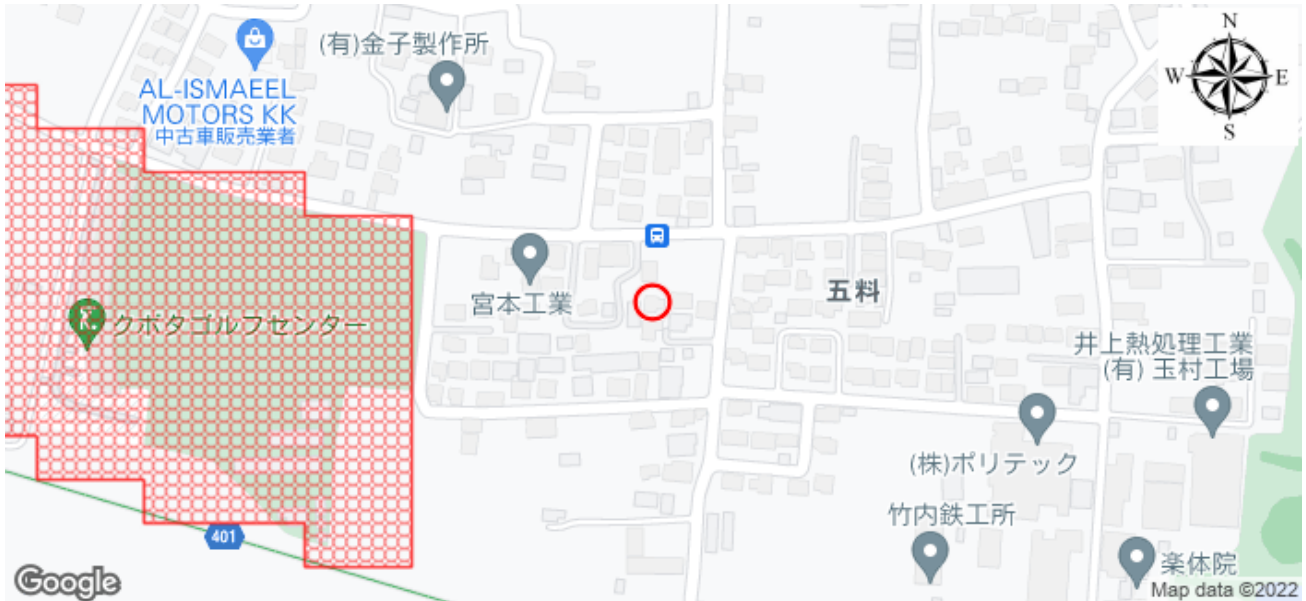 N
W
E
S
(有)金子製作所
AL-ISMAEEL
MOTORS KK
中古車販売業者
宮本工業
五料
クボタゴルフセンター
井上熱処理工業
(有) 玉村工場
(株)ポリテック
竹内鉄工所
401
楽体院
Google
Map data ©2022